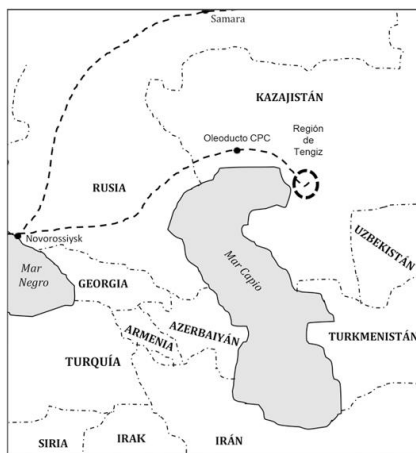 Samara
KAZAJISTÁN
Oleoducto CPC
Región
de
Tengiz
RUSIA
Novorossiysk
UZBEKISTÁN
Mar
Negro
Mar Capio
GEORGIA
ARMENIA
AZERBAIYÁN
TURKMENISTÁN
TURQUÍA
SIRIA
IRAK
IRÁN